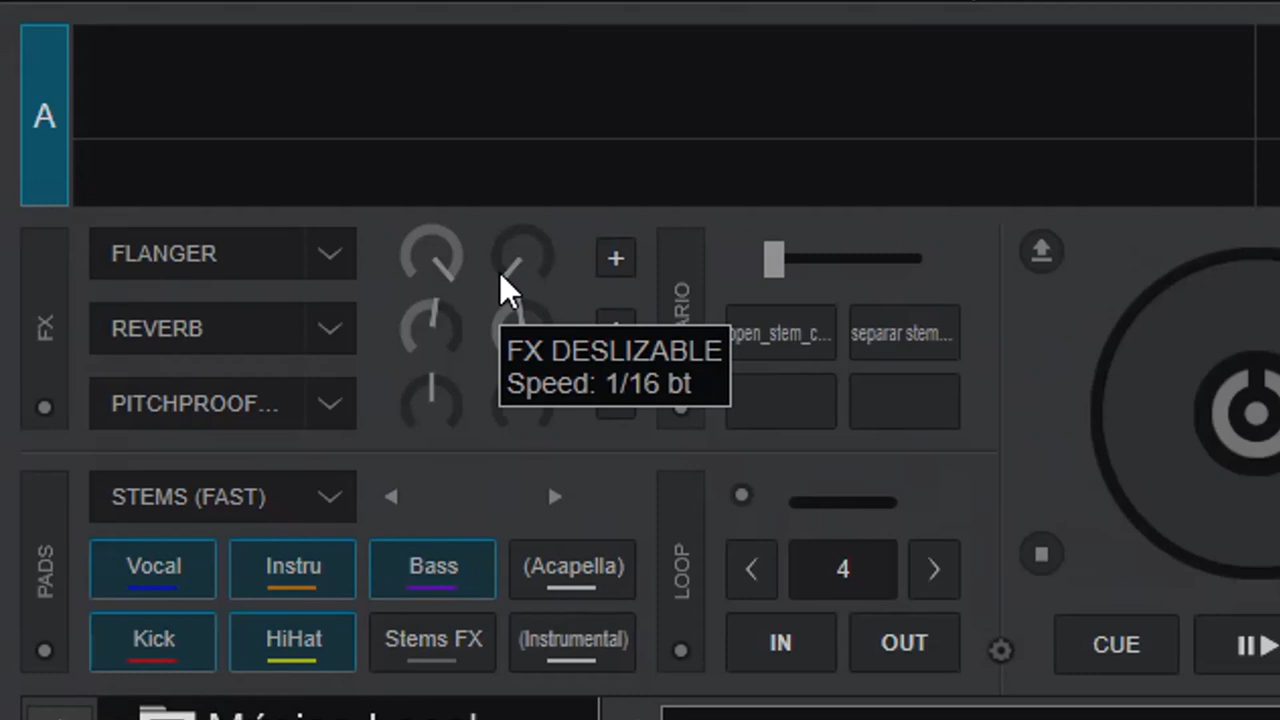 A
FX
FLANGER
REVERB
PITCHPROOF...
+
FX DESLIZABLE
Speed: 1/16 bt
ARIO
open_stem_c...
separar stem...
PADS
STEMS (FAST)
Vocal
Instru
Bass
(Acapella)
Kick
HiHat
Stems FX
(Instrumental)
LOOP
4
IN
OUT
CUE